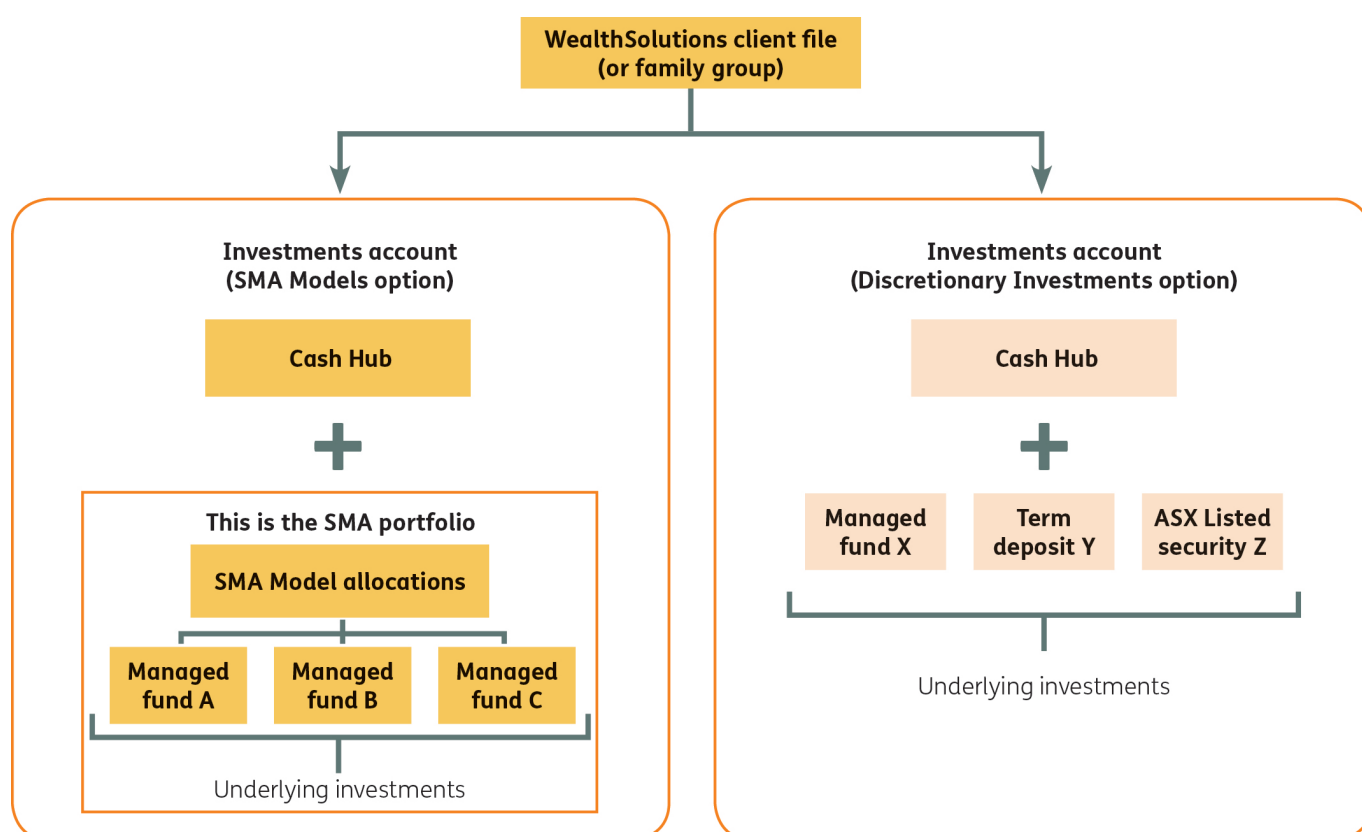 WealthSolutions client file
(or family group)
Investments account
(SMA Models option)
Cash Hub
This is the SMA portfolio
SMA Model allocations
Managed
fund A
Managed
fund B
Managed
fund C
Underlying investments
Investments account
(Discretionary Investments option)
Cash Hub
Managed
fund X
Term
deposit Y
ASX Listed
security Z
Underlying investments